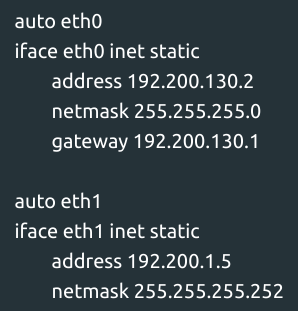 auto eth0
iface eth0 inet static
address 192.200.130.2
netmask 255.255.255.0
gateway 192.200.130.1
auto eth1
iface eth1 inet static
address 192.200.1.5
netmask 255.255.255.252